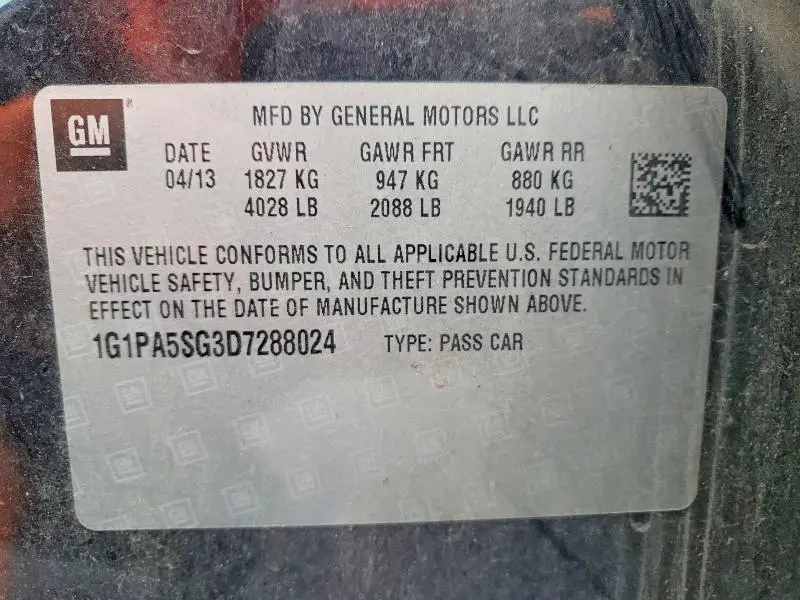 GM
MFD BY GENERAL MOTORS LLC
DATE GVWR GAWR FRT GAWR RR
04/13 1827 KG 947 KG 880 KG
4028 LB 2088 LB 1940 LB
THIS VEHICLE CONFORMS TO ALL APPLICABLE U.S. FEDERAL MOTOR
VEHICLE SAFETY, BUMPER, AND THEFT PREVENTION STANDARDS IN
EFFECT ON THE DATE OF MANUFACTURE SHOWN ABOVE.
1G1PA5SG3D7288024 TYPE: PASS CAR